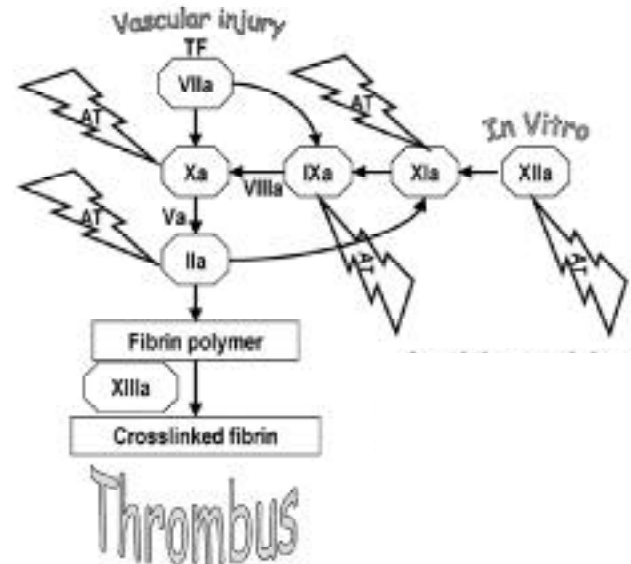 Vascular injury
TF
VIIa
AT
AT
In Vitro
Xa
VIIIa
IXa
XIa
XIIa
AT
Va
IIa
AT
AT
Fibrin polymer
XIIIa
Crosslinked fibrin
Thrombus